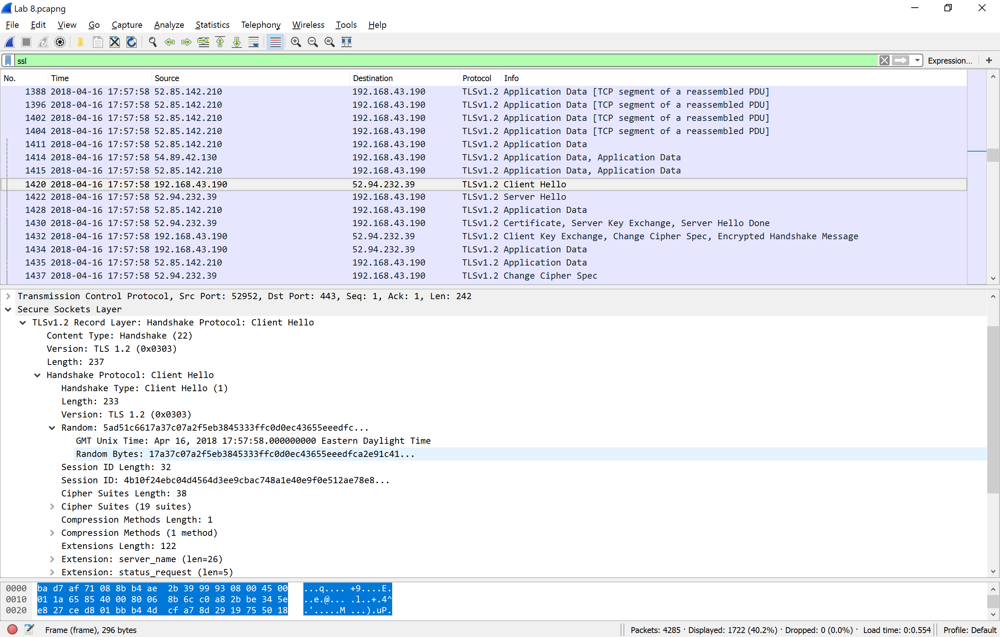 Lab 8.pcapng
File Edit View Go Capture Analyze Statistics Telephony Wireless Tools Help
ssl Expression... +
No. Time Source Destination Protocol Info
1388 2018-04-16 17:57:58 52.85.142.210 192.168.43.190 TLSv1.2 Application Data [TCP segment of a reassembled PDU]
1396 2018-04-16 17:57:58 52.85.142.210 192.168.43.190 TLSv1.2 Application Data [TCP segment of a reassembled PDU]
1402 2018-04-16 17:57:58 52.85.142.210 192.168.43.190 TLSv1.2 Application Data [TCP segment of a reassembled PDU]
1404 2018-04-16 17:57:58 52.85.142.210 192.168.43.190 TLSv1.2 Application Data [TCP segment of a reassembled PDU]
1411 2018-04-16 17:57:58 52.85.142.210 192.168.43.190 TLSv1.2 Application Data
1414 2018-04-16 17:57:58 54.89.42.130 192.168.43.190 TLSv1.2 Application Data, Application Data
1415 2018-04-16 17:57:58 52.85.142.210 192.168.43.190 TLSv1.2 Application Data, Application Data
1420 2018-04-16 17:57:58 192.168.43.190 52.94.232.39 TLSv1.2 Client Hello
1422 2018-04-16 17:57:58 52.94.232.39 192.168.43.190 TLSv1.2 Server Hello
1428 2018-04-16 17:57:58 52.85.142.210 192.168.43.190 TLSv1.2 Application Data
1430 2018-04-16 17:57:58 52.94.232.39 192.168.43.190 TLSv1.2 Certificate, Server Key Exchange, Server Hello Done
1432 2018-04-16 17:57:58 192.168.43.190 52.94.232.39 TLSv1.2 Client Key Exchange, Change Cipher Spec, Encrypted Handshake Message
1434 2018-04-16 17:57:58 192.168.43.190 52.94.232.39 TLSv1.2 Application Data
1435 2018-04-16 17:57:58 52.85.142.210 192.168.43.190 TLSv1.2 Application Data
1437 2018-04-16 17:57:58 52.94.232.39 192.168.43.190 TLSv1.2 Change Cipher Spec
Transmission Control Protocol, Src Port: 52952, Dst Port: 443, Seq: 1, Ack: 1, Len: 242
Secure Sockets Layer
TLSv1.2 Record Layer: Handshake Protocol: Client Hello
Content Type: Handshake (22)
Version: TLS 1.2 (0x0303)
Length: 237
Handshake Protocol: Client Hello
Handshake Type: Client Hello (1)
Length: 233
Version: TLS 1.2 (0x0303)
Random: 5ad51c6617a37c07a2f5eb3845333ffc0d0ec43655eeedfc...
GMT Unix Time: Apr 16, 2018 17:57:58.000000000 Eastern Daylight Time
Random Bytes: 17a37c07a2f5eb3845333ffc0d0ec43655eeedfca2e91c41...
Session ID Length: 32
Session ID: 4b10f24ebc04d4564d3ee9cbac748a1e40e9f0e512ae78e8...
Cipher Suites Length: 38
Cipher Suites (19 suites)
Compression Methods Length: 1
Compression Methods (1 method)
Extensions Length: 122
Extension: server_name (len=26)
Extension: status_request (len=5)
0000 ba d7 af 71 08 8b b4 ae 2b 39 99 93 08 00 45 00 ...q.... +9....E.
0010 01 1a 65 85 40 00 80 06 8b 6c c0 a8 2b be 34 5e ..e.@... .l..+.4^
0020 e8 27 ce d8 01 bb b4 4d cf a7 8d 29 19 75 50 18 .'.....M ...).uP.
Frame (frame), 296 bytes Packets: 4285 · Displayed: 1722 (40.2%) · Dropped: 0 (0.0%) · Load time: 0:0.554 Profile: Default